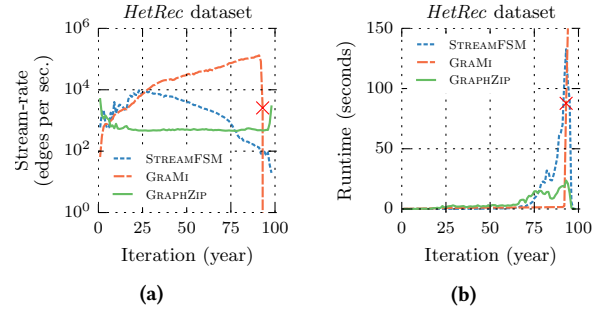 HetRec dataset
10^6
10^4
10^2
10^0
Stream-rate
(edges per sec.)
STREAMFSM
GRAMI
GRAPHZIP
0 25 50 75 100
Iteration (year)
(a)
HetRec dataset
150
100
50
0
Runtime (seconds)
STREAMFSM
GRAMI
GRAPHZIP
0 25 50 75 100
Iteration (year)
(b)